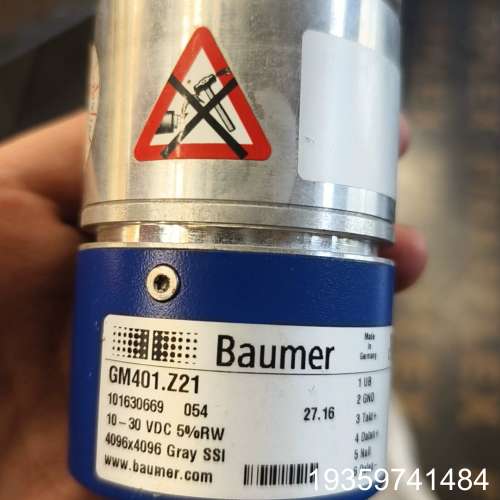 Baumer
Made
in
Germany
GM401.Z21
101630669 054
27.16
10-30 VDC 5%RW
4096x4096 Gray SSI
www.baumer.com
1 UB
2 GND
3 Takt+
4 Daten+
5 Null
19359741484